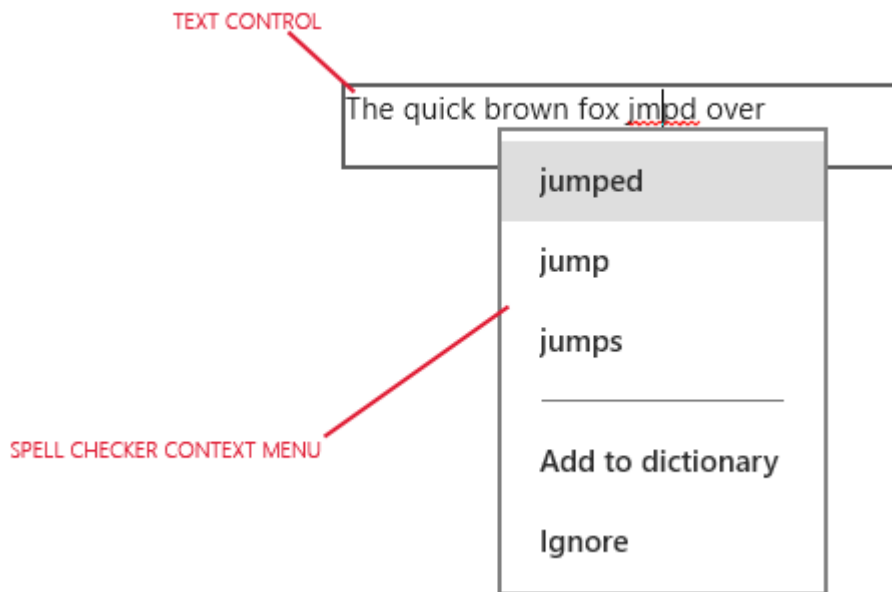 TEXT CONTROL
The quick brown fox jmpd over
jumped
jump
jumps
SPELL CHECKER CONTEXT MENU
Add to dictionary
Ignore